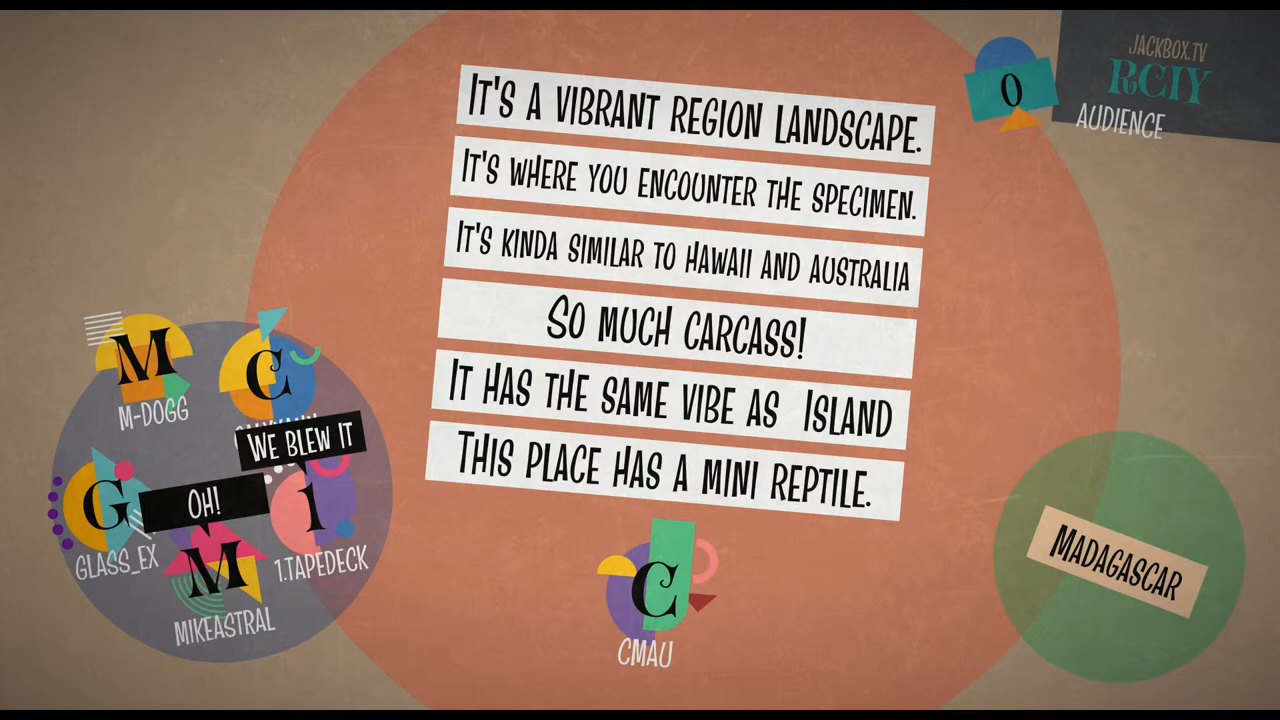 IT'S A VIBRANT REGION LANDSCAPE.
IT'S WHERE YOU ENCOUNTER THE SPECIMEN.
IT'S KINDA SIMILAR TO HAWAII AND AUSTRALIA
SO MUCH CARCASS!
IT HAS THE SAME VIBE AS ISLAND
THIS PLACE HAS A MINI REPTILE.
JACKBOX.TV
RCIY
0
AUDIENCE
M
M-DOGG
C
WE BLEW IT
G
GLASS_EX
OH!
1
1.TAPEDECK
M
MIKEASTRAL
C
CMAU
MADAGASCAR